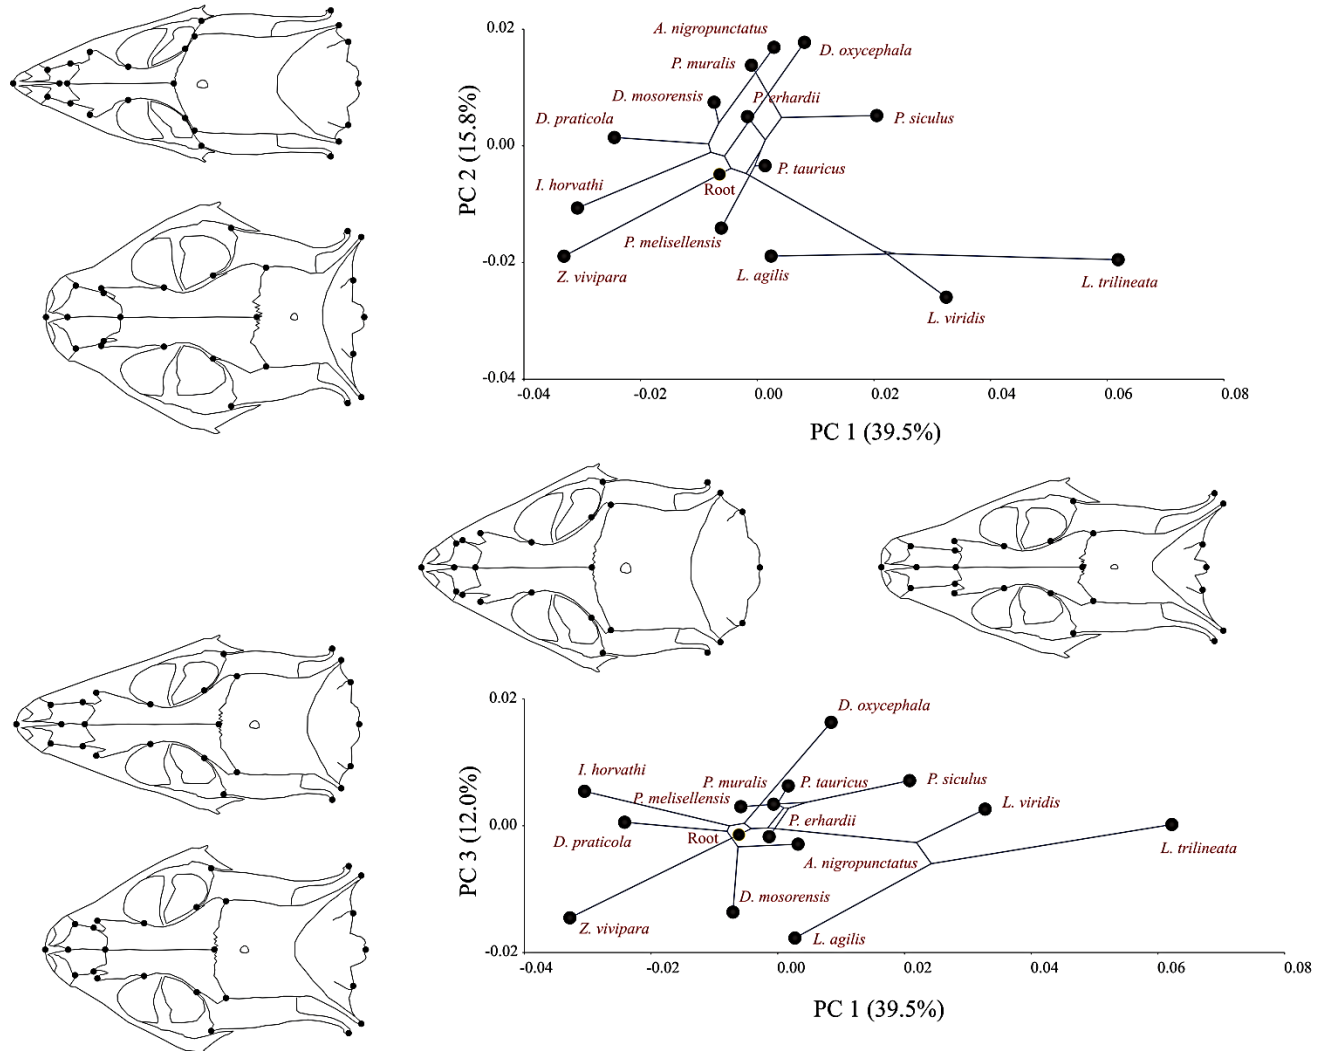 0.02
A. nigropunctatus
D. oxycephala
P. muralis
D. mosorensis
P. erhardii
D. praticola
P. siculus
0.00
P. tauricus
I. horvathi
Root
P. melisellensis
Z. vivipara
L. agilis
L. trilineata
-0.02
L. viridis
-0.04
PC 2 (15.8%)
-0.04
-0.02
0.00
0.02
0.04
0.06
0.08
PC 1 (39.5%)
0.02
D. oxycephala
I. horvathi
P. muralis
P. tauricus
P. siculus
P. melisellensis
L. viridis
0.00
P. erhardii
D. praticola
Root
L. trilineata
A. nigropunctatus
D. mosorensis
Z. vivipara
L. agilis
-0.02
PC 3 (12.0%)
-0.04
-0.02
0.00
0.02
0.04
0.06
0.08
PC 1 (39.5%)